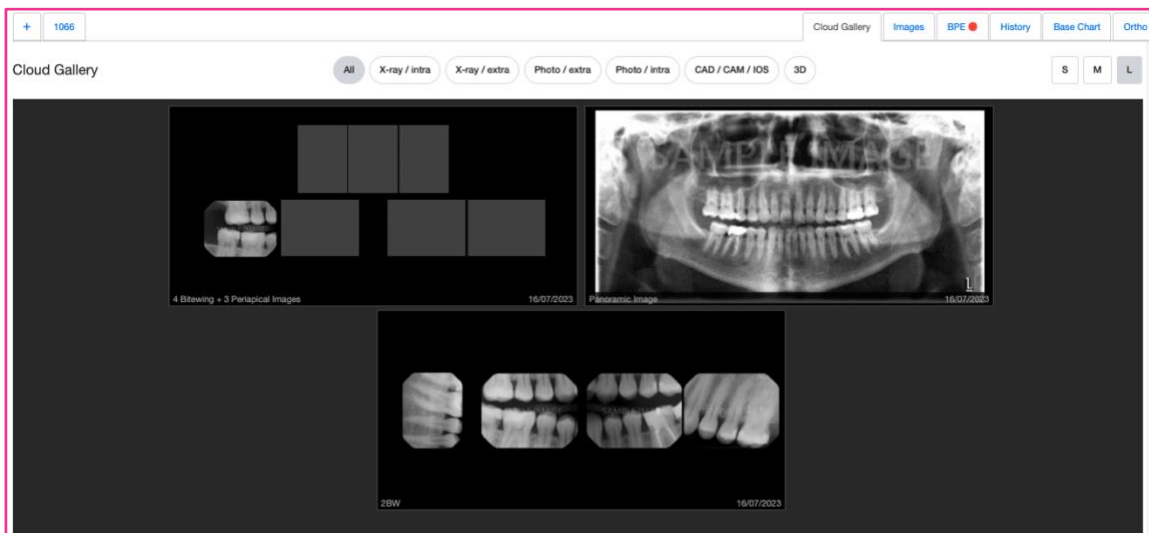 + 1066 Cloud Gallery Images BPE History Base Chart Ortho
Cloud Gallery All X-ray / intra X-ray / extra Photo / extra Photo / intra CAD / CAM / IOS 3D S M L
SAMPLE IMAGE
L
4 Bitewing + 3 Periapical Images 16/07/2023
Panoramic Image 16/07/2023
2BW 16/07/2023